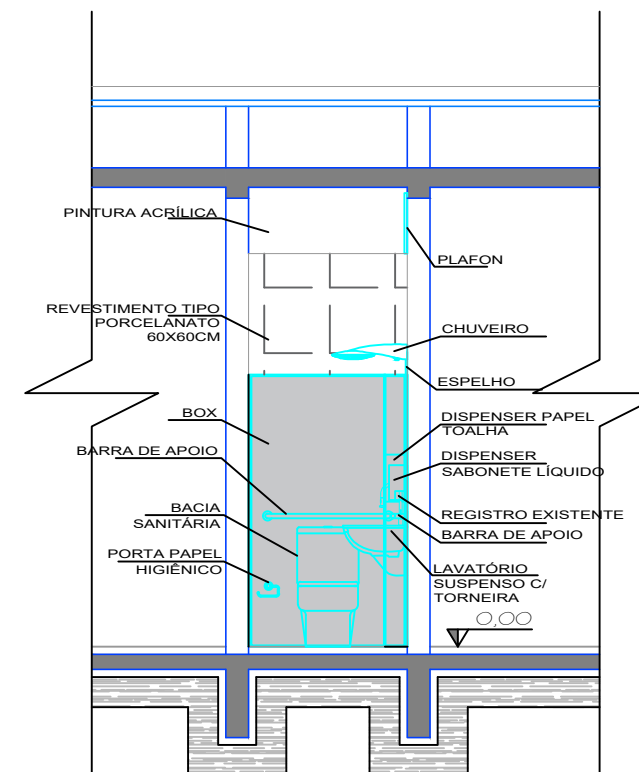 PINTURA ACRÍLICA
PLAFON
REVESTIMENTO TIPO
PORCELANATO
60X60CM
CHUVEIRO
ESPELHO
BOX
DISPENSER PAPEL
TOALHA
BARRA DE APOIO
DISPENSER
SABONETE LÍQUIDO
BACIA
SANITÁRIA
REGISTRO EXISTENTE
BARRA DE APOIO
PORTA PAPEL
HIGIÊNICO
LAVATÓRIO
SUSPENSO C/
TORNEIRA
0,00